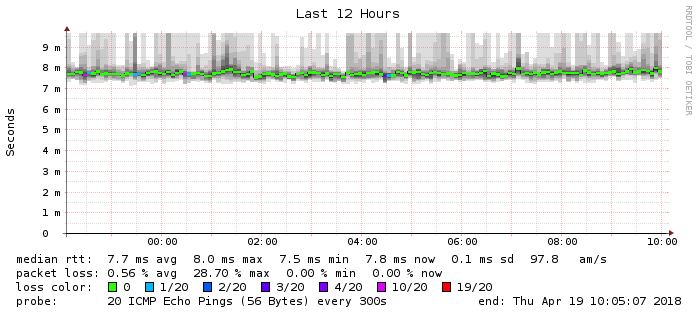 Last 12 Hours
RRDTOOL / TOBI OETIKER
Seconds
9 m
8 m
7 m
6 m
5 m
4 m
3 m
2 m
1 m
0
00:00 02:00 04:00 06:00 08:00 10:00
median rtt: 7.7 ms avg 8.0 ms max 7.5 ms min 7.8 ms now 0.1 ms sd 97.8 am/s
packet loss: 0.56 % avg 28.70 % max 0.00 % min 0.00 % now
loss color: 0 1/20 2/20 3/20 4/20 10/20 19/20
probe: 20 ICMP Echo Pings (56 Bytes) every 300s end: Thu Apr 19 10:05:07 2018